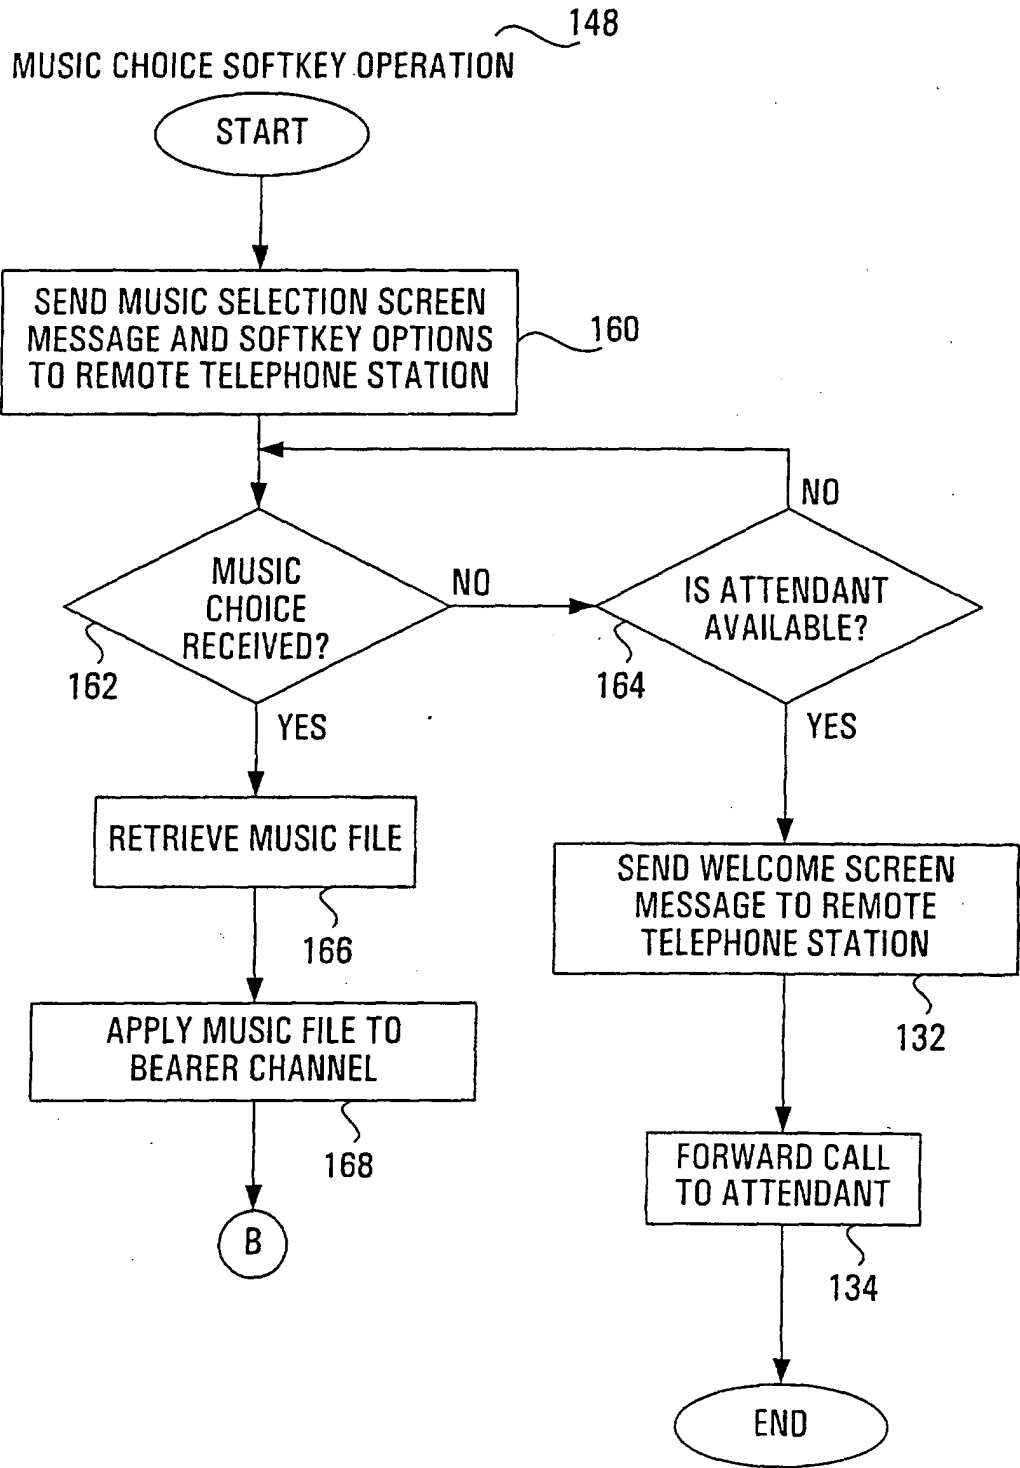 148
MUSIC CHOICE SOFTKEY OPERATION
START
SEND MUSIC SELECTION SCREEN
MESSAGE AND SOFTKEY OPTIONS
TO REMOTE TELEPHONE STATION
160
NO
MUSIC
CHOICE
RECEIVED?
NO
IS ATTENDANT
AVAILABLE?
162
164
YES
YES
RETRIEVE MUSIC FILE
166
SEND WELCOME SCREEN
MESSAGE TO REMOTE
TELEPHONE STATION
132
APPLY MUSIC FILE TO
BEARER CHANNEL
168
FORWARD CALL
TO ATTENDANT
134
B
END